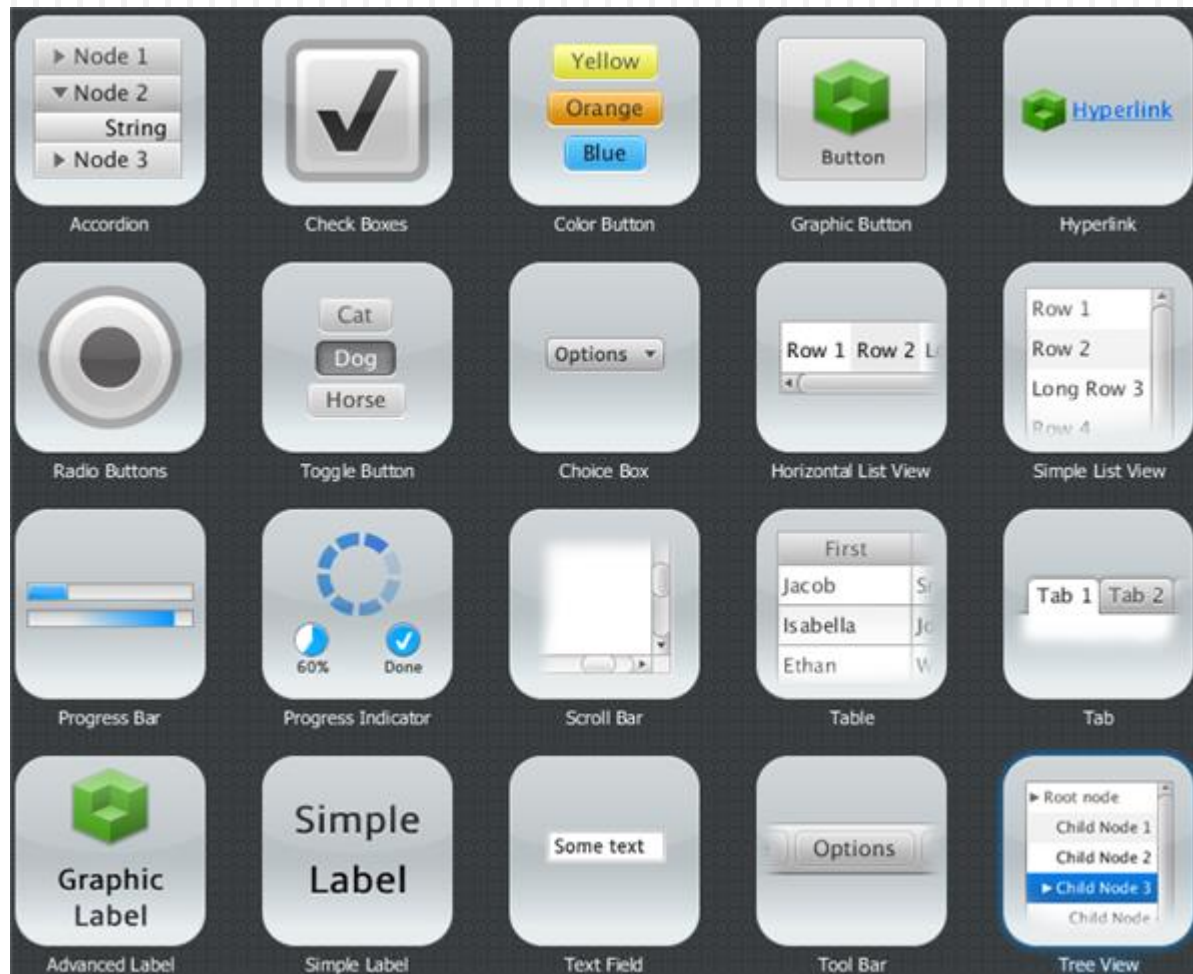 Node 1
Node 2
String
Node 3
Accordion
Check Boxes
Yellow
Orange
Blue
Color Button
Button
Graphic Button
Hyperlink
Hyperlink
Radio Buttons
Cat
Dog
Horse
Toggle Button
Options
Choice Box
Row 1 Row 2
Horizontal List View
Row 1
Row 2
Long Row 3
Row 4
Simple List View
Progress Bar
60% Done
Progress Indicator
Scroll Bar
First
Jacob
Isabella
Ethan
Table
Tab 1 Tab 2
Tab
Graphic
Label
Advanced Label
Simple
Label
Simple Label
Some text
Text Field
Options
Tool Bar
Root node
Child Node 1
Child Node 2
Child Node 3
Child Node
Tree View